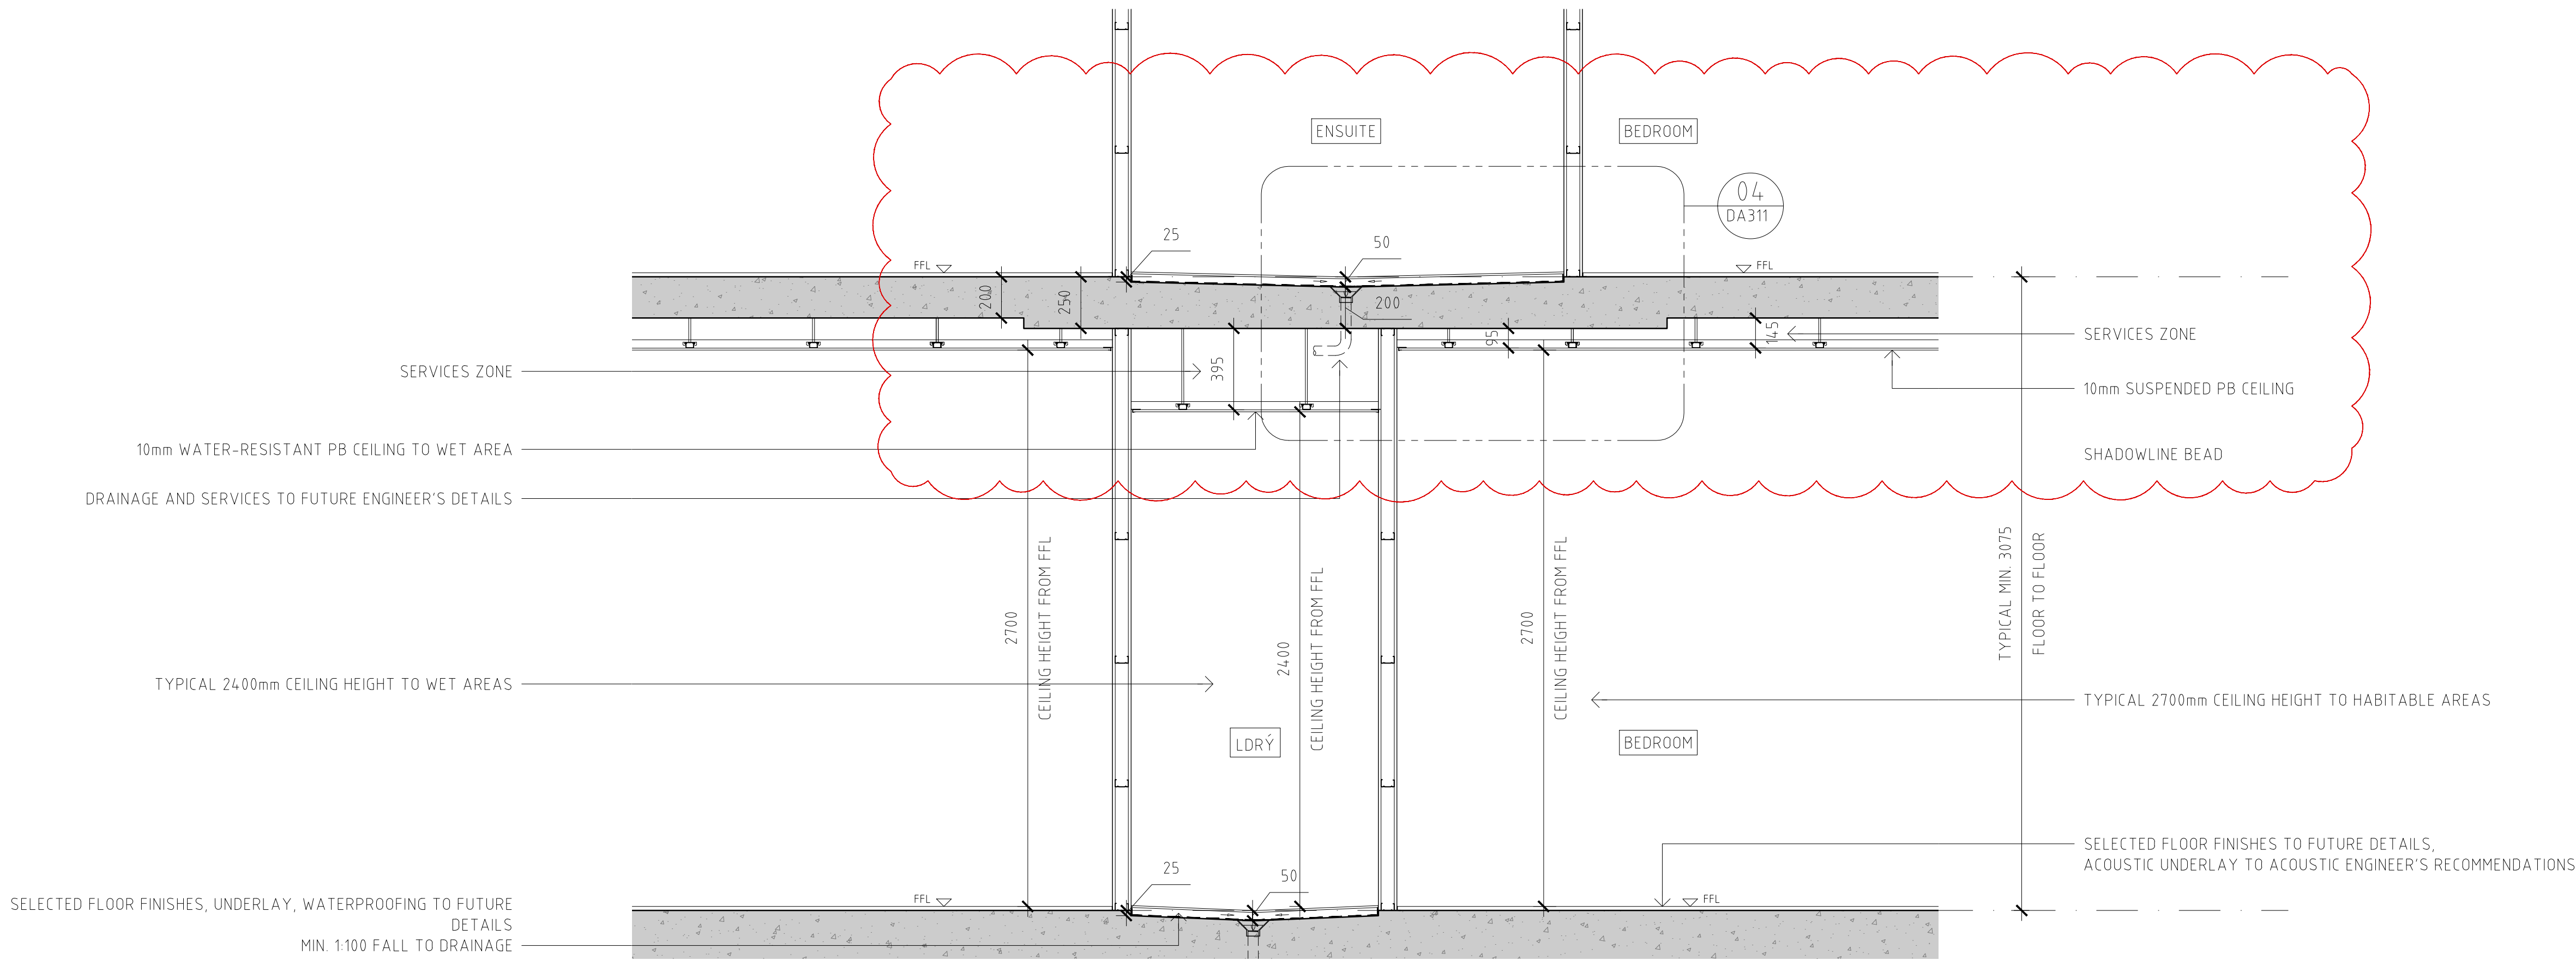 ENSUITE
BEDROOM
04
DA311
25
50
FFL
FFL
200
250
200
395
95
145
SERVICES ZONE
SERVICES ZONE
10mm SUSPENDED PB CEILING
10mm WATER-RESISTANT PB CEILING TO WET AREA
SHADOWLINE BEAD
DRAINAGE AND SERVICES TO FUTURE ENGINEER'S DETAILS
2700
CEILING HEIGHT FROM FFL
2400
CEILING HEIGHT FROM FFL
2700
CEILING HEIGHT FROM FFL
TYPICAL MIN. 3075
FLOOR TO FLOOR
TYPICAL 2400mm CEILING HEIGHT TO WET AREAS
TYPICAL 2700mm CEILING HEIGHT TO HABITABLE AREAS
LDRÝ
BEDROOM
25
50
FFL
FFL
SELECTED FLOOR FINISHES TO FUTURE DETAILS,
ACOUSTIC UNDERLAY TO ACOUSTIC ENGINEER'S RECOMMENDATIONS
SELECTED FLOOR FINISHES, UNDERLAY, WATERPROOFING TO FUTURE
DETAILS
MIN. 1:100 FALL TO DRAINAGE